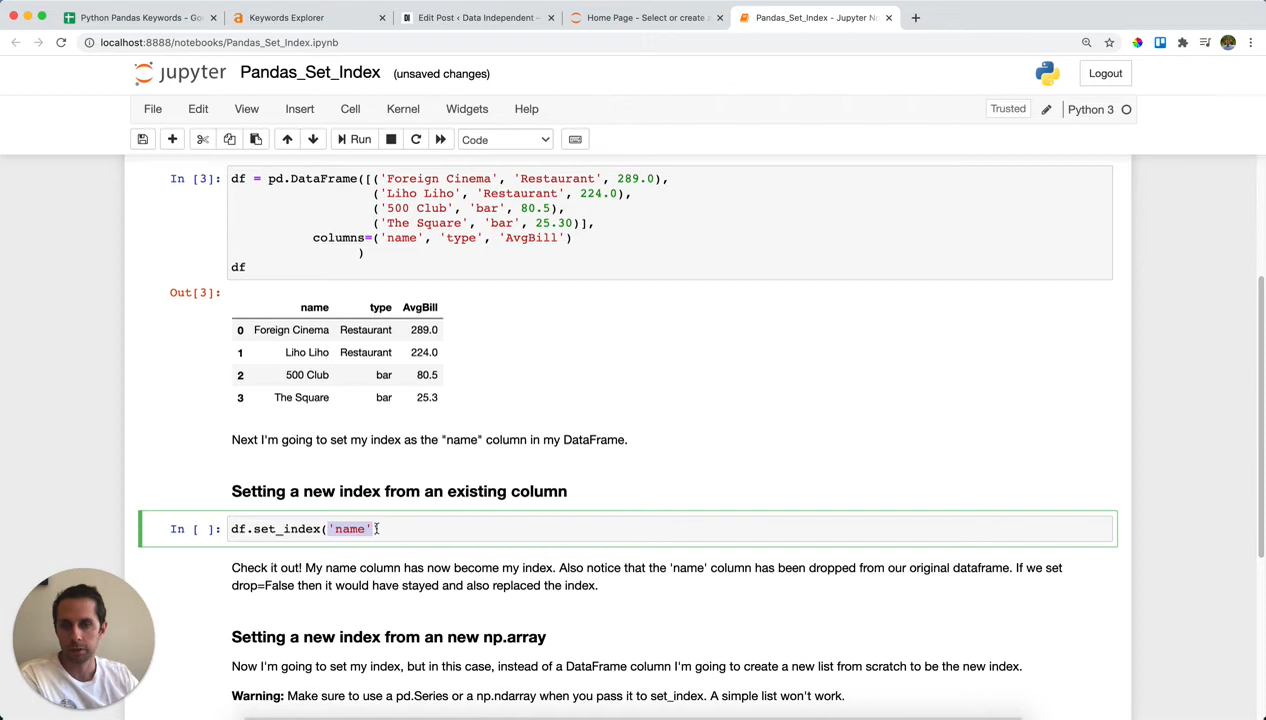 Python Pandas Keywords - Go
Keywords Explorer
Edit Post ‹ Data Independent –
Home Page - Select or create a
Pandas_Set_Index - Jupyter No
localhost:8888/notebooks/Pandas_Set_Index.ipynb
jupyter Pandas_Set_Index (unsaved changes)
Logout
File Edit View Insert Cell Kernel Widgets Help
Trusted
Python 3
Run
Code
In [3]: df = pd.DataFrame([('Foreign Cinema', 'Restaurant', 289.0),
('Liho Liho', 'Restaurant', 224.0),
('500 Club', 'bar', 80.5),
('The Square', 'bar', 25.30)],
columns=('name', 'type', 'AvgBill')
)
df
Out[3]:
name type AvgBill
0 Foreign Cinema Restaurant 289.0
1 Liho Liho Restaurant 224.0
2 500 Club bar 80.5
3 The Square bar 25.3
Next I'm going to set my index as the "name" column in my DataFrame.
Setting a new index from an existing column
In [ ]: df.set_index('name'
Check it out! My name column has now become my index. Also notice that the 'name' column has been dropped from our original dataframe. If we set
drop=False then it would have stayed and also replaced the index.
Setting a new index from an new np.array
Now I'm going to set my index, but in this case, instead of a DataFrame column I'm going to create a new list from scratch to be the new index.
Warning: Make sure to use a pd.Series or a np.ndarray when you pass it to set_index. A simple list won't work.